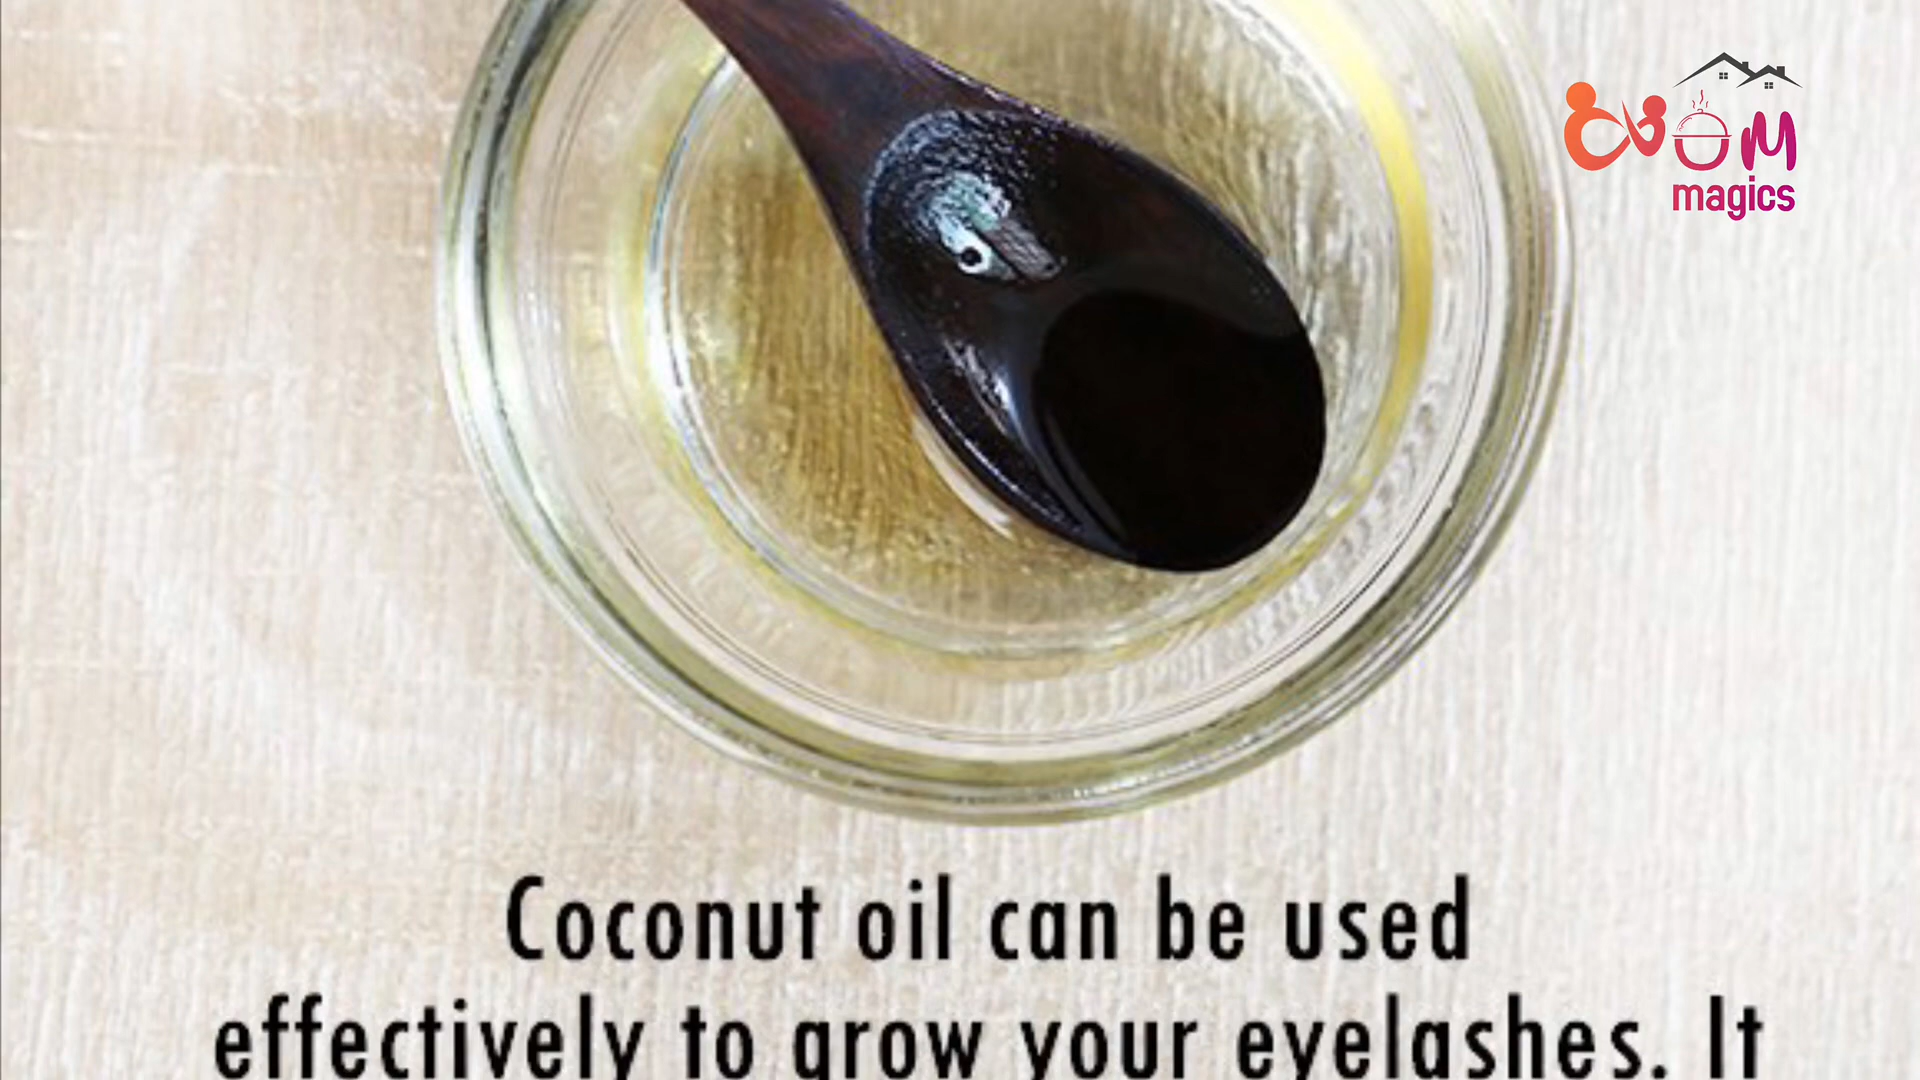 magics
Coconut oil can be used
effectively to grow your eyelashes. It